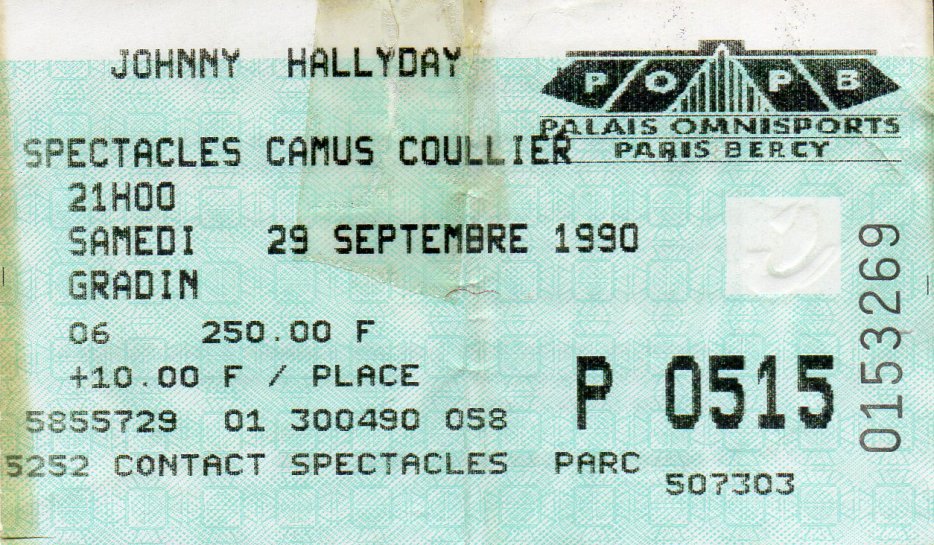 JOHNNY HALLYDAY
POPB
PALAIS OMNISPORTS
PARIS BERCY
SPECTACLES CAMUS COULLIER
21H00
SAMEDI 29 SEPTEMBRE 1990
GRADIN
06 250.00 F
+10.00 F / PLACE
P 0515
5855729 01 300490 058
5252 CONTACT SPECTACLES PARC
507303
0153269